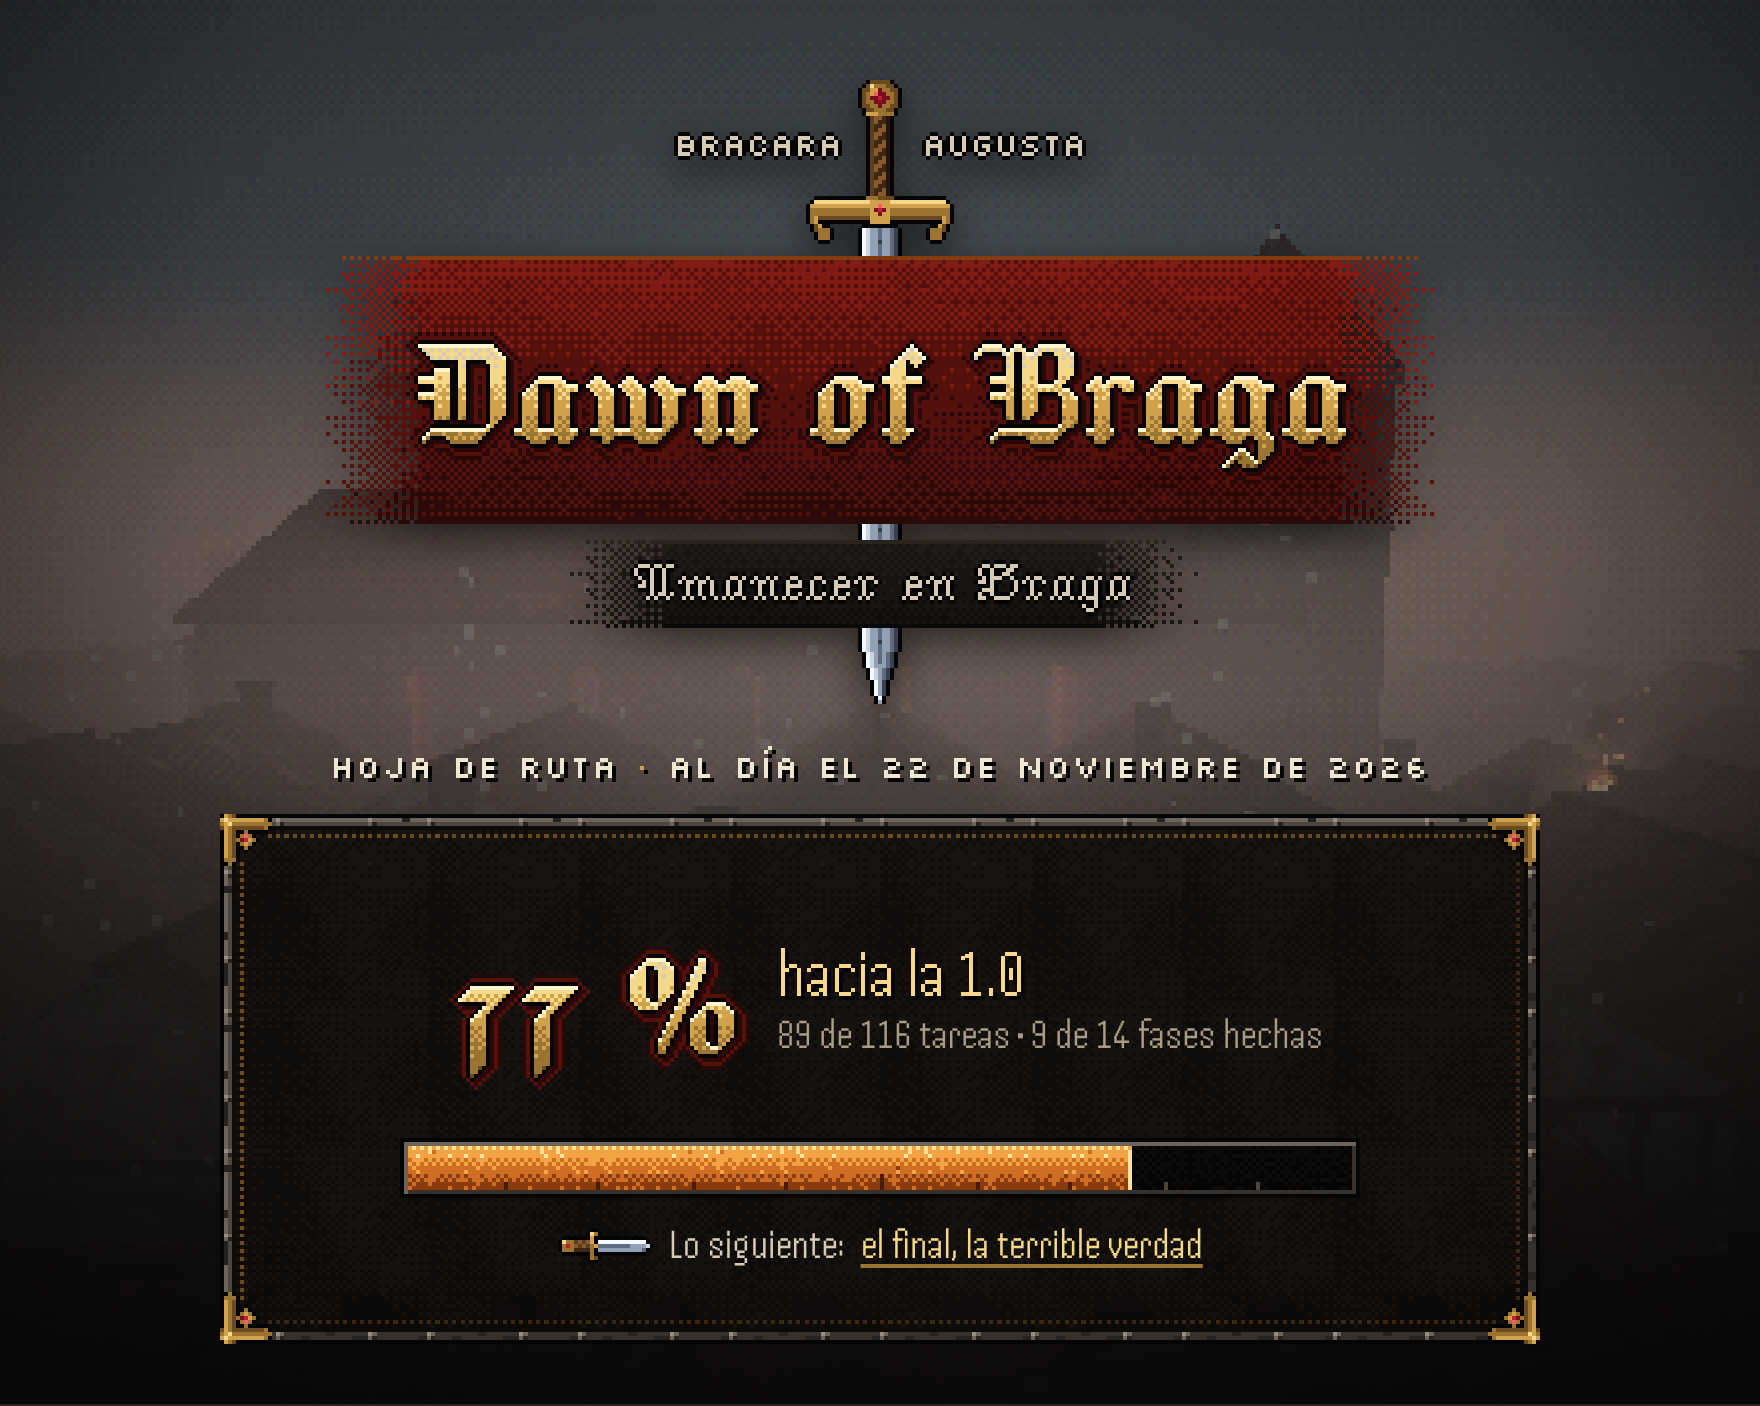 BRACARA AUGUSTA
Dawn of Braga
Amanecer en Braga
HOJA DE RUTA · AL DÍA EL 22 DE NOVIEMBRE DE 2026
77 %
hacia la 1.0
89 de 116 tareas · 9 de 14 fases hechas
Lo siguiente: el final, la terrible verdad